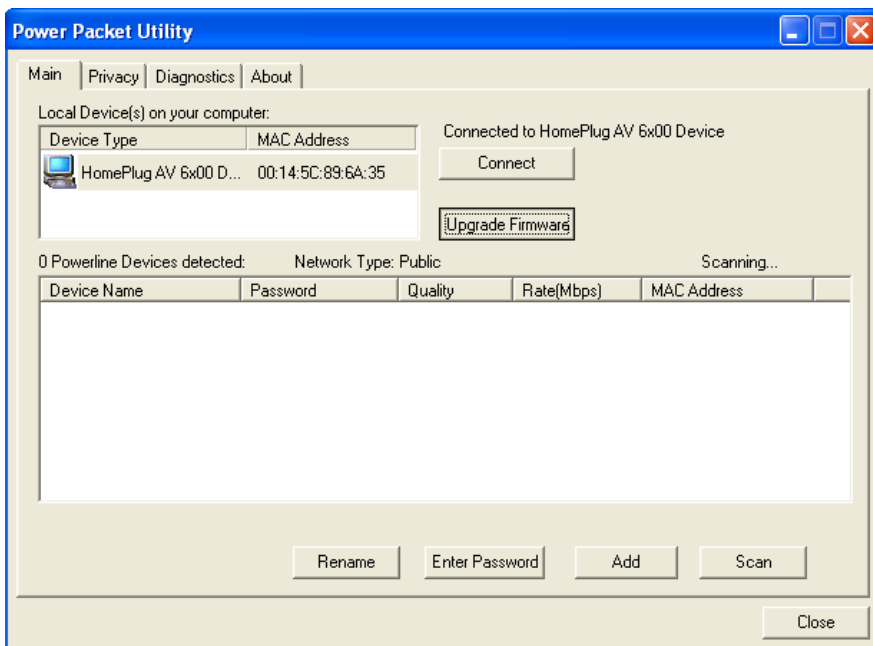 Power Packet Utility
Main Privacy Diagnostics About
Local Device(s) on your computer:
Device Type MAC Address
HomePlug AV 6x00 D... 00:14:5C:89:6A:35
Connected to HomePlug AV 6x00 Device
Connect
Upgrade Firmware
0 Powerline Devices detected: Network Type: Public Scanning...
Device Name Password Quality Rate(Mbps) MAC Address
Rename Enter Password Add Scan
Close